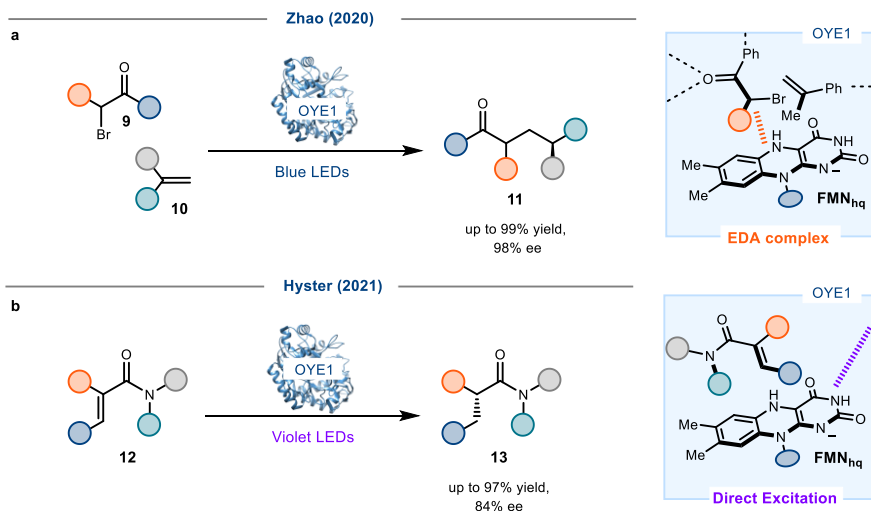 Zhao (2020)
a
O
Br
9
10
OYE1
Blue LEDs
O
11
up to 99% yield,
98% ee
OYE1
Ph
O
Br
Ph
Me
H
N
O
NH
Me
Me
N
N
O
–
FMNhq
EDA complex
Hyster (2021)
b
O
N
12
OYE1
Violet LEDs
O
N
13
up to 97% yield,
84% ee
OYE1
O
N
H
N
O
NH
Me
Me
N
N
O
–
FMNhq
Direct Excitation